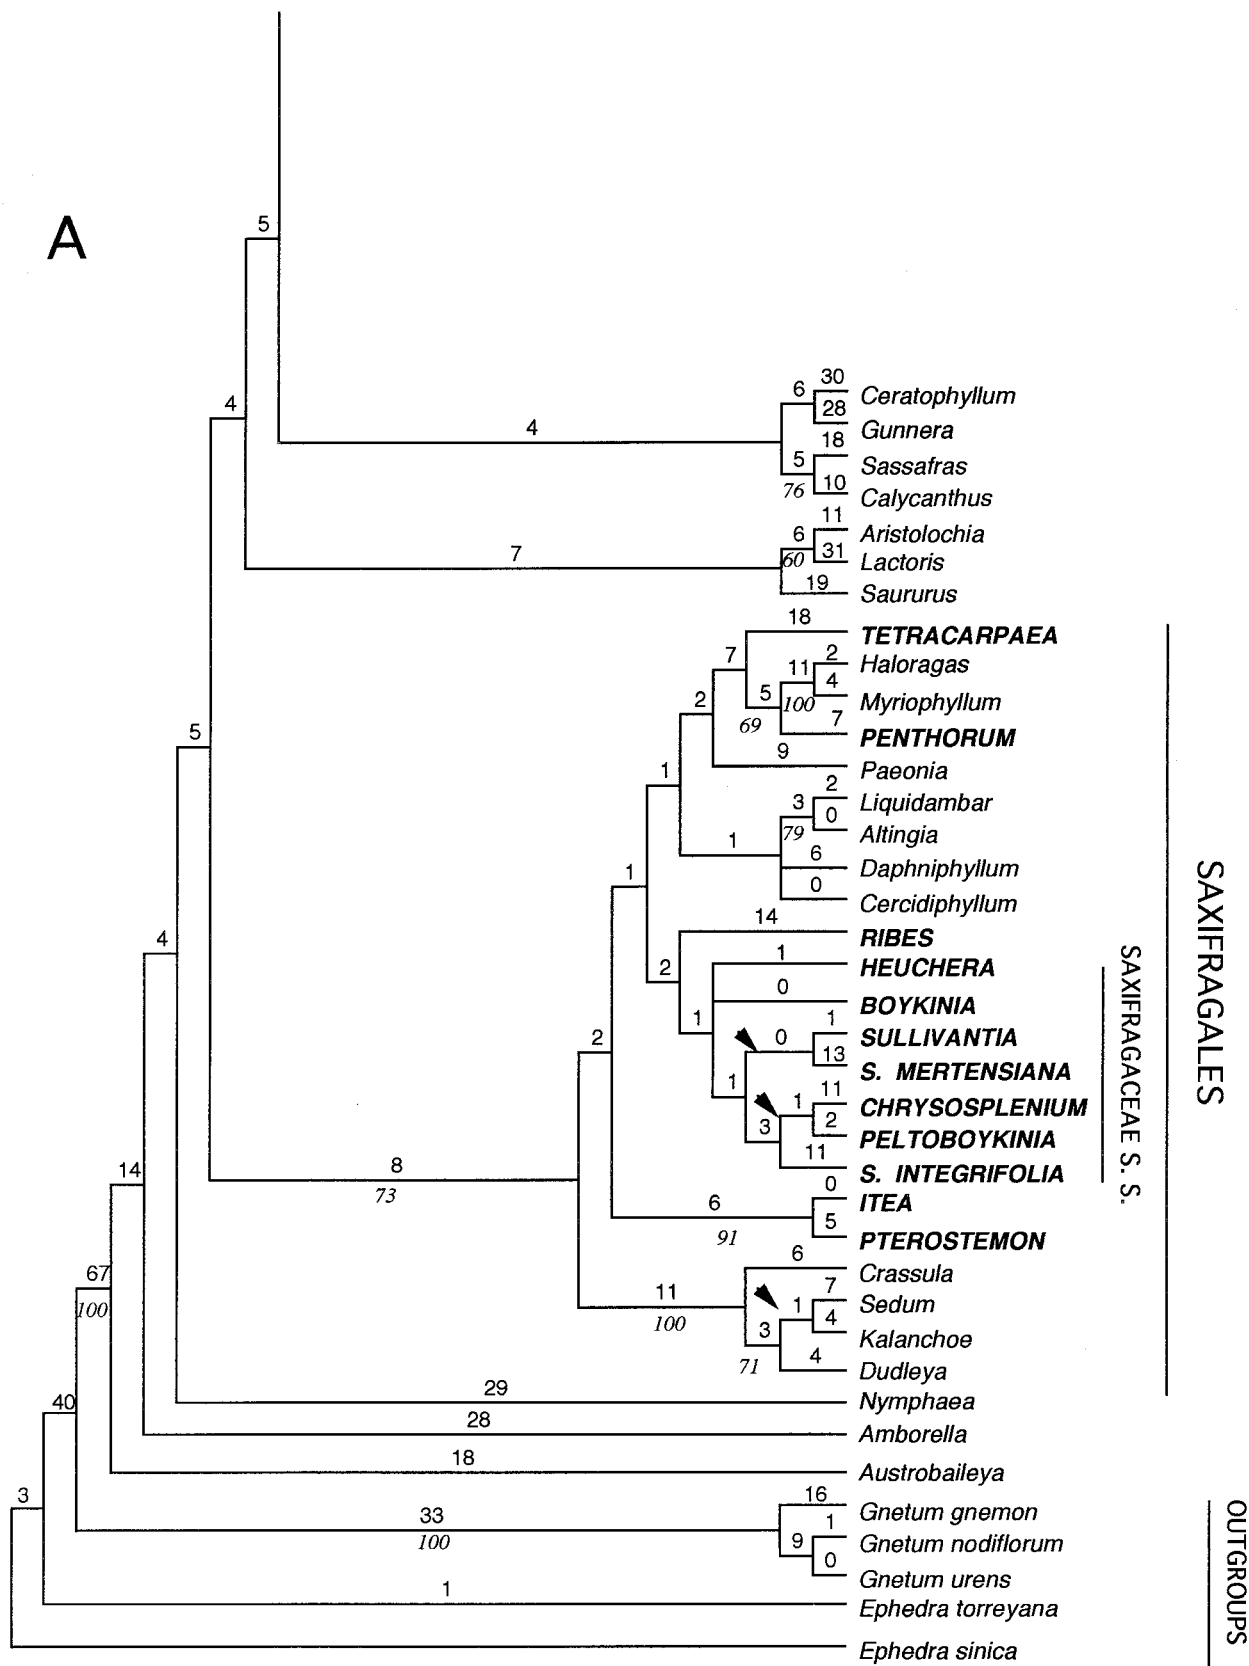 A
5
4
4
6
30
Ceratophyllum
28
Gunnera
18
5
Sassafras
76
10
Calycanthus
11
6
Aristolochia
7
60
31
Lactoris
19
Saururus
18
TETRACARPAEA
7
2
11
Haloragas
4
5
100
Myriophyllum
2
69
7
PENTHORUM
5
9
Paeonia
1
2
3
Liquidambar
0
79
Altingia
1
6
Daphniphyllum
1
0
Cercidiphyllum
14
RIBES
4
1
HEUCHERA
2
0
BOYKINIA
1
1
0
SULLIVANTIA
13
2
S. MERTENSIANA
1
11
1
CHRYSOSPLENIUM
2
3
PELTOBOYKINIA
11
S. INTEGRIFOLIA
14
8
73
0
ITEA
6
5
91
PTEROSTEMON
6
Crassula
67
7
11
1
Sedum
100
4
100
3
Kalanchoe
71
4
Dudleya
29
Nymphaea
40
28
Amborella
18
Austrobaileya
3
16
Gnetum gnemon
33
1
100
9
Gnetum nodiflorum
0
Gnetum urens
1
Ephedra torreyana
Ephedra sinica
SAXIFRAGACEAE S. S.
SAXIFRAGALES
OUTGROUPS